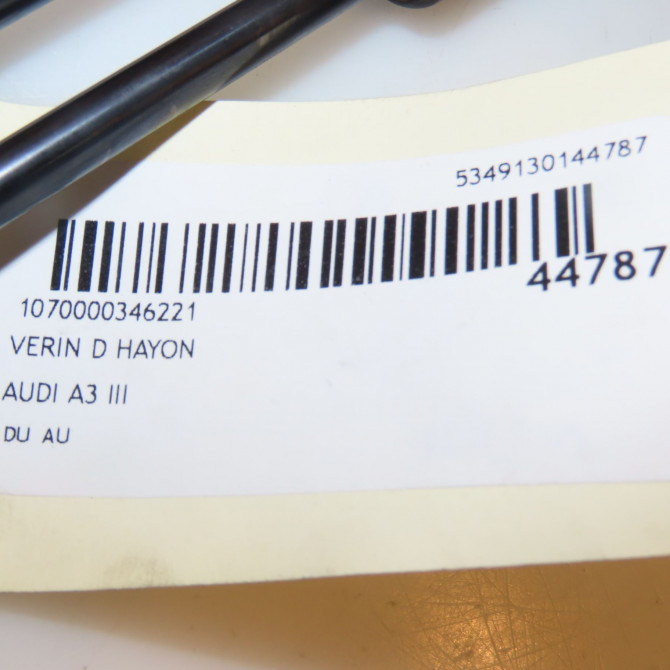 5349130144787
44787
1070000346221
VERIN D HAYON
AUDI A3 III
DU AU